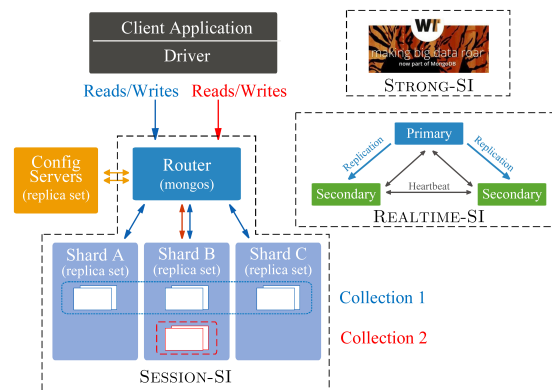 Client Application
Driver
Reads/Writes
Reads/Writes
Config
Servers
(replica set)
Router
(mongos)
Shard A
(replica set)
Shard B
(replica set)
Shard C
(replica set)
Collection 1
Collection 2
SESSION-SI
WT
making big data roar
now part of MongoDB
STRONG-SI
Primary
Replication
Replication
Secondary
Heartbeat
Secondary
REALTIME-SI